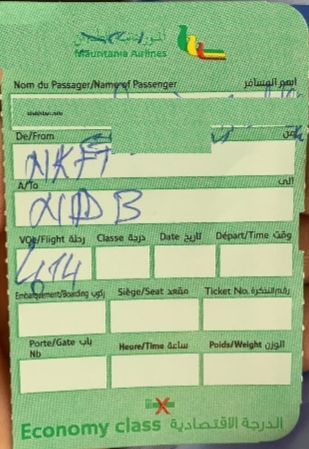 Mauritania Airlines
Nom du Passager/Name of Passenger اسم المسافر
De/From من
NKTT
A/To الى
NDB
VOL/Flight رحلة Classe درجة Date تاريخ Départ/Time وقت
414
Embarquement/Boarding ركوب Siège/Seat مقعد Ticket No. رقم التذكرة
Porte/Gate باب Heure/Time ساعة Poids/Weight الوزن
Nb
Economy class الدرجة الاقتصادية